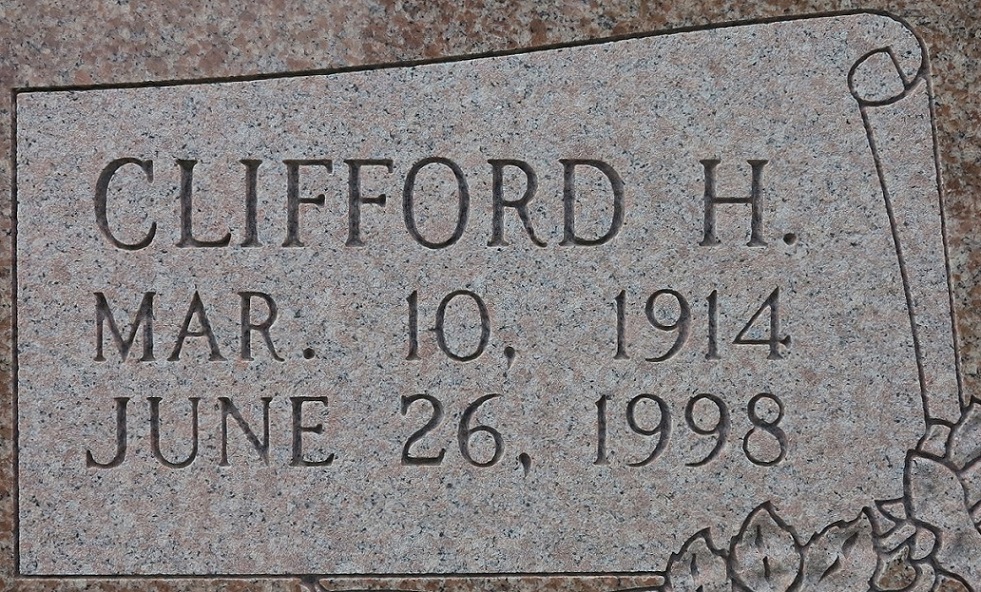 CLIFFORD H.
MAR. 10, 1914
JUNE 26, 1998